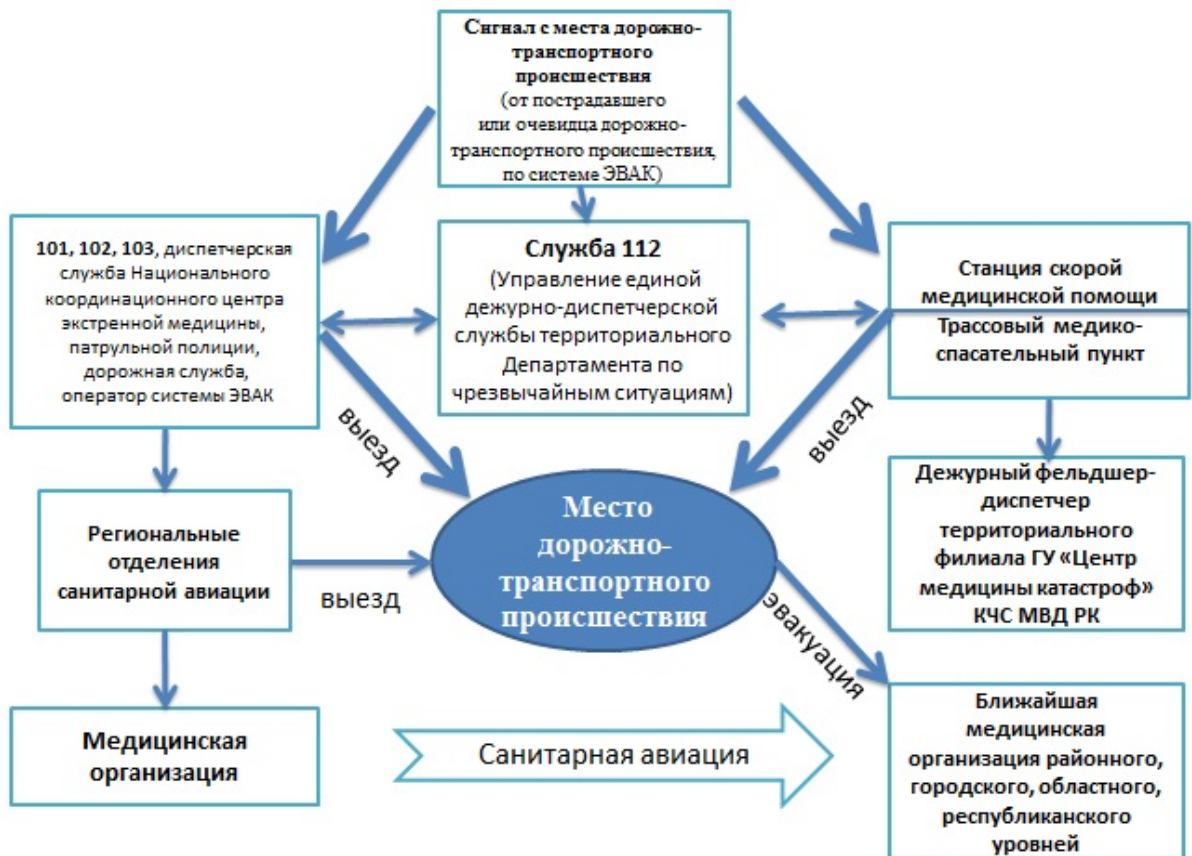 Сигнал с места дорожно-
транспортного
происшествия
(от пострадавшего
или очевидца дорожно-
транспортного происшествия,
по системе ЭВАК)
101, 102, 103, диспетчерская
служба Национального
координационного центра
экстренной медицины,
патрульной полиции,
дорожная служба,
оператор системы ЭВАК
Служба 112
(Управление единой
дежурно-диспетчерской
службы территориального
Департамента по
чрезвычайным ситуациям)
Станция скорой
медицинской помощи
Трассовый медико-
спасательный пункт
выезд
выезд
Региональные
отделения
санитарной авиации
выезд
Место
дорожно-
транспортного
происшествия
Дежурный фельдшер-
диспетчер
территориального
филиала ГУ «Центр
медицины катастроф»
КЧС МВД РК
эвакуация
Медицинская
организация
Санитарная авиация
Ближайшая
медицинская
организация районного,
городского, областного,
республиканского
уровней